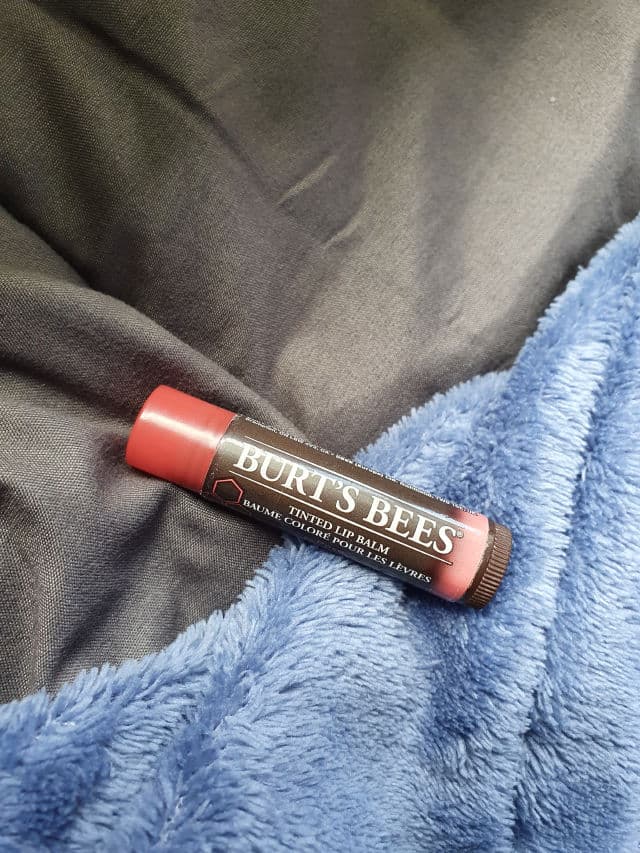 BURT'S BEES®
TINTED LIP BALM
BAUME COLORÉ POUR LES LÈVRES